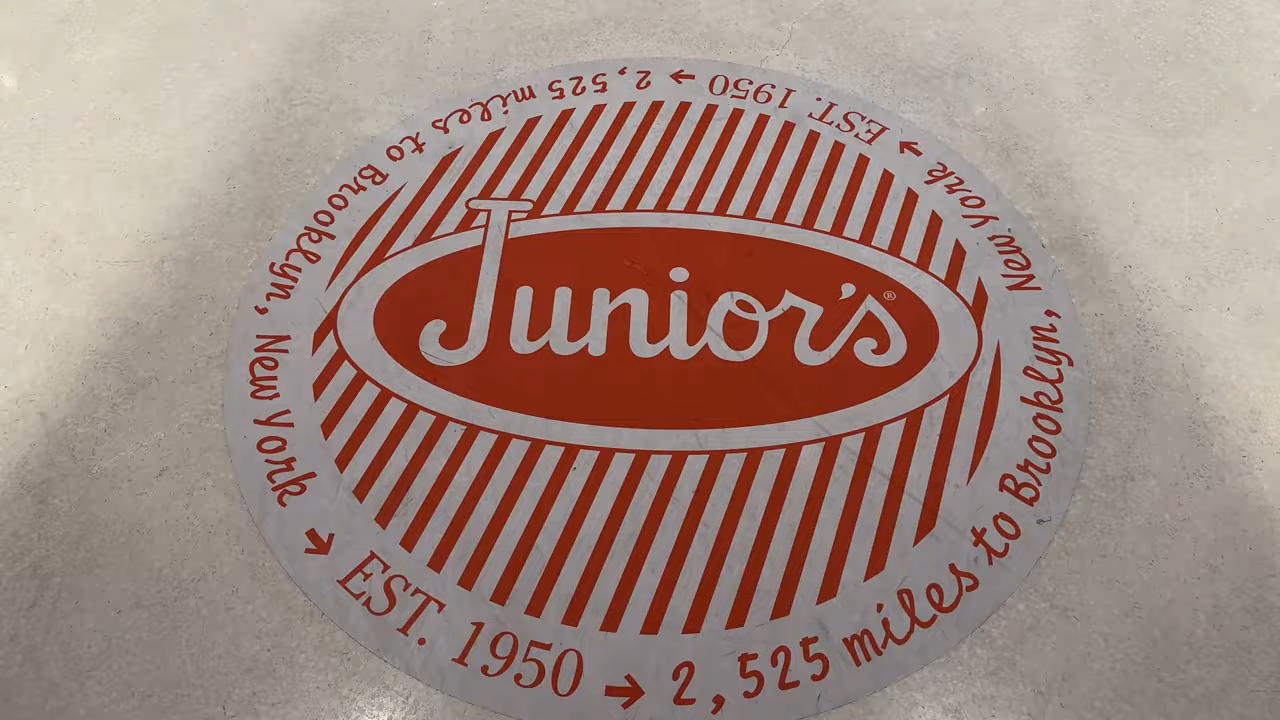 Junior's®
EST. 1950 → 2,525 miles to Brooklyn, New York →
EST. 1950 → 2,525 miles to Brooklyn, New York →